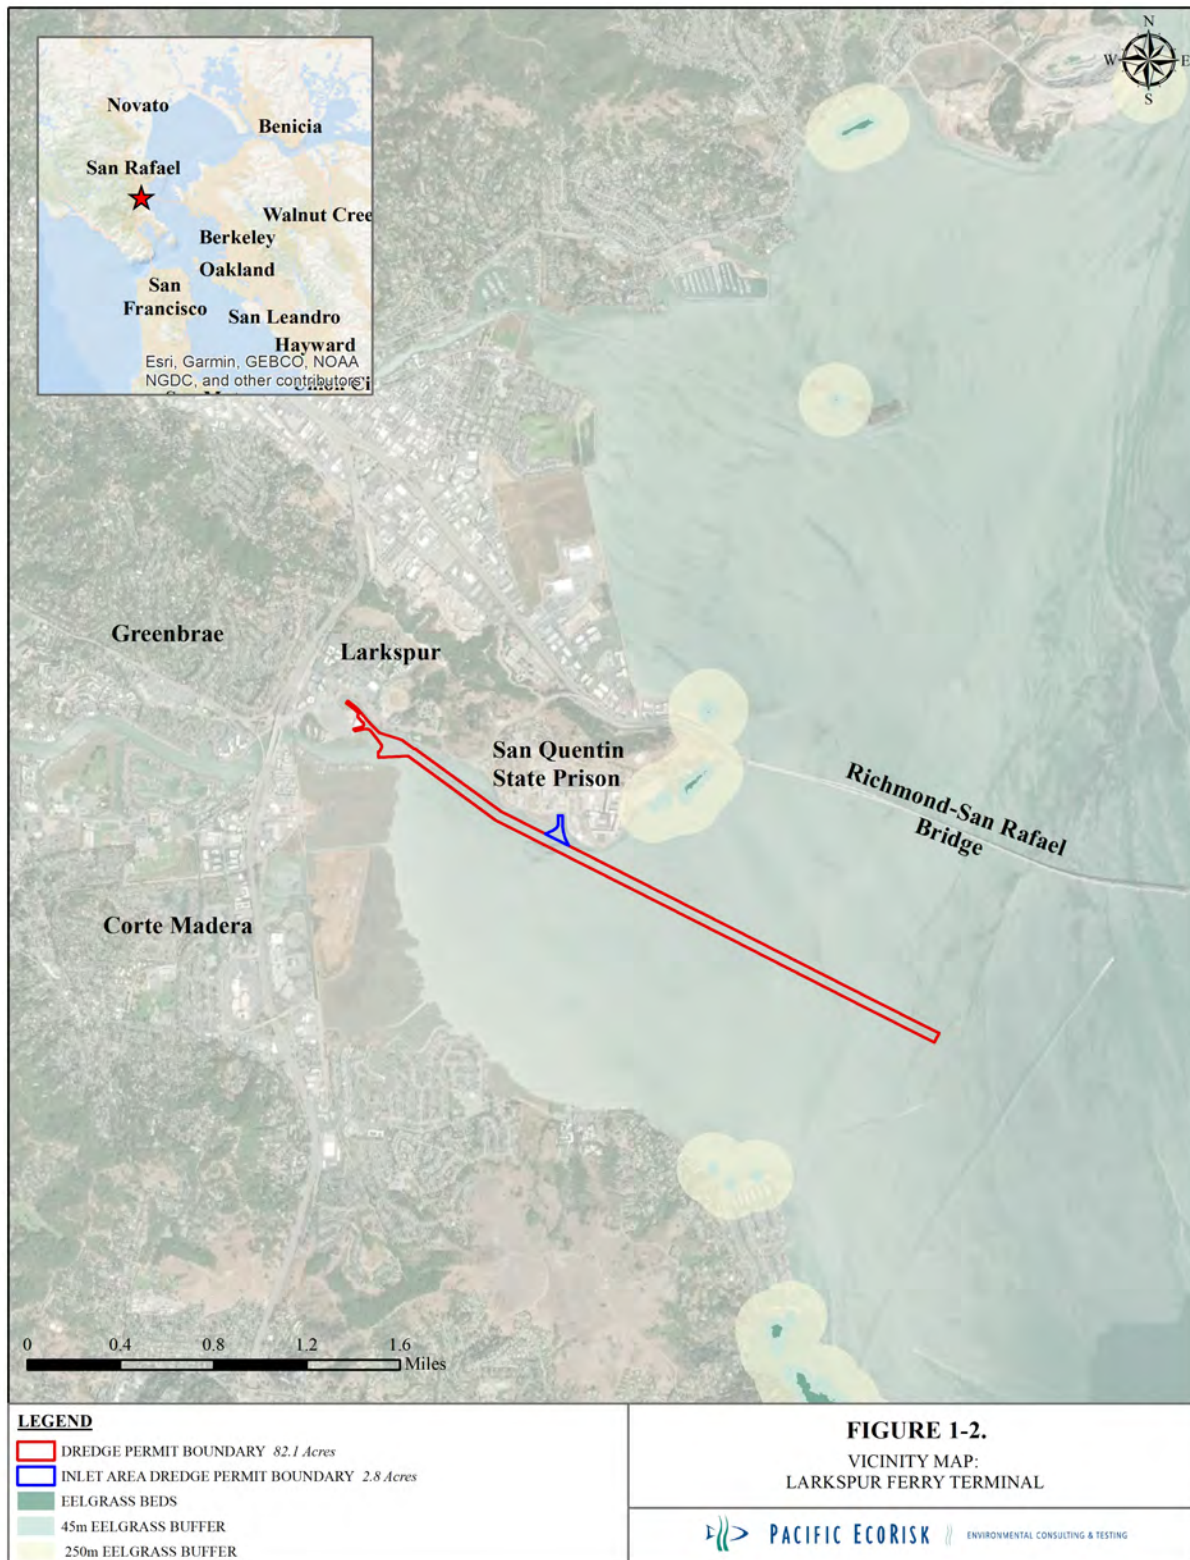 N
W
E
S
Novato
Benicia
San Rafael
Walnut Cree
Berkeley
Oakland
San
Francisco
San Leandro
Hayward
Esri, Garmin, GEBCO, NOAA
NGDC, and other contributors
Greenbrae
Larkspur
San Quentin
State Prison
Richmond-San Rafael
Bridge
Corte Madera
0 0.4 0.8 1.2 1.6
Miles
LEGEND
DREDGE PERMIT BOUNDARY 82.1 Acres
INLET AREA DREDGE PERMIT BOUNDARY 2.8 Acres
EELGRASS BEDS
45m EELGRASS BUFFER
250m EELGRASS BUFFER
FIGURE 1-2.
VICINITY MAP:
LARKSPUR FERRY TERMINAL
PACIFIC ECORISK
ENVIRONMENTAL CONSULTING & TESTING